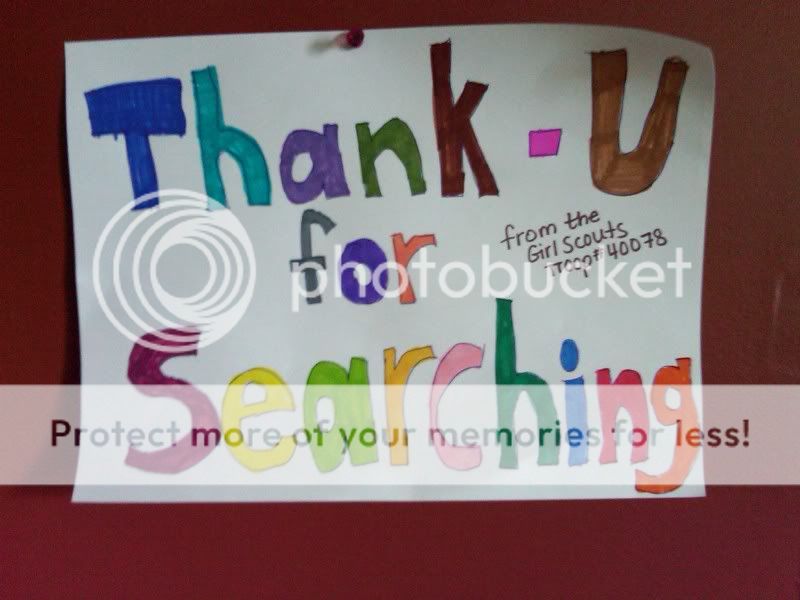 Thank - U
for
from the
Girl Scouts
Troop# 40078
photobucket
Searching
Protect more of your memories for less!